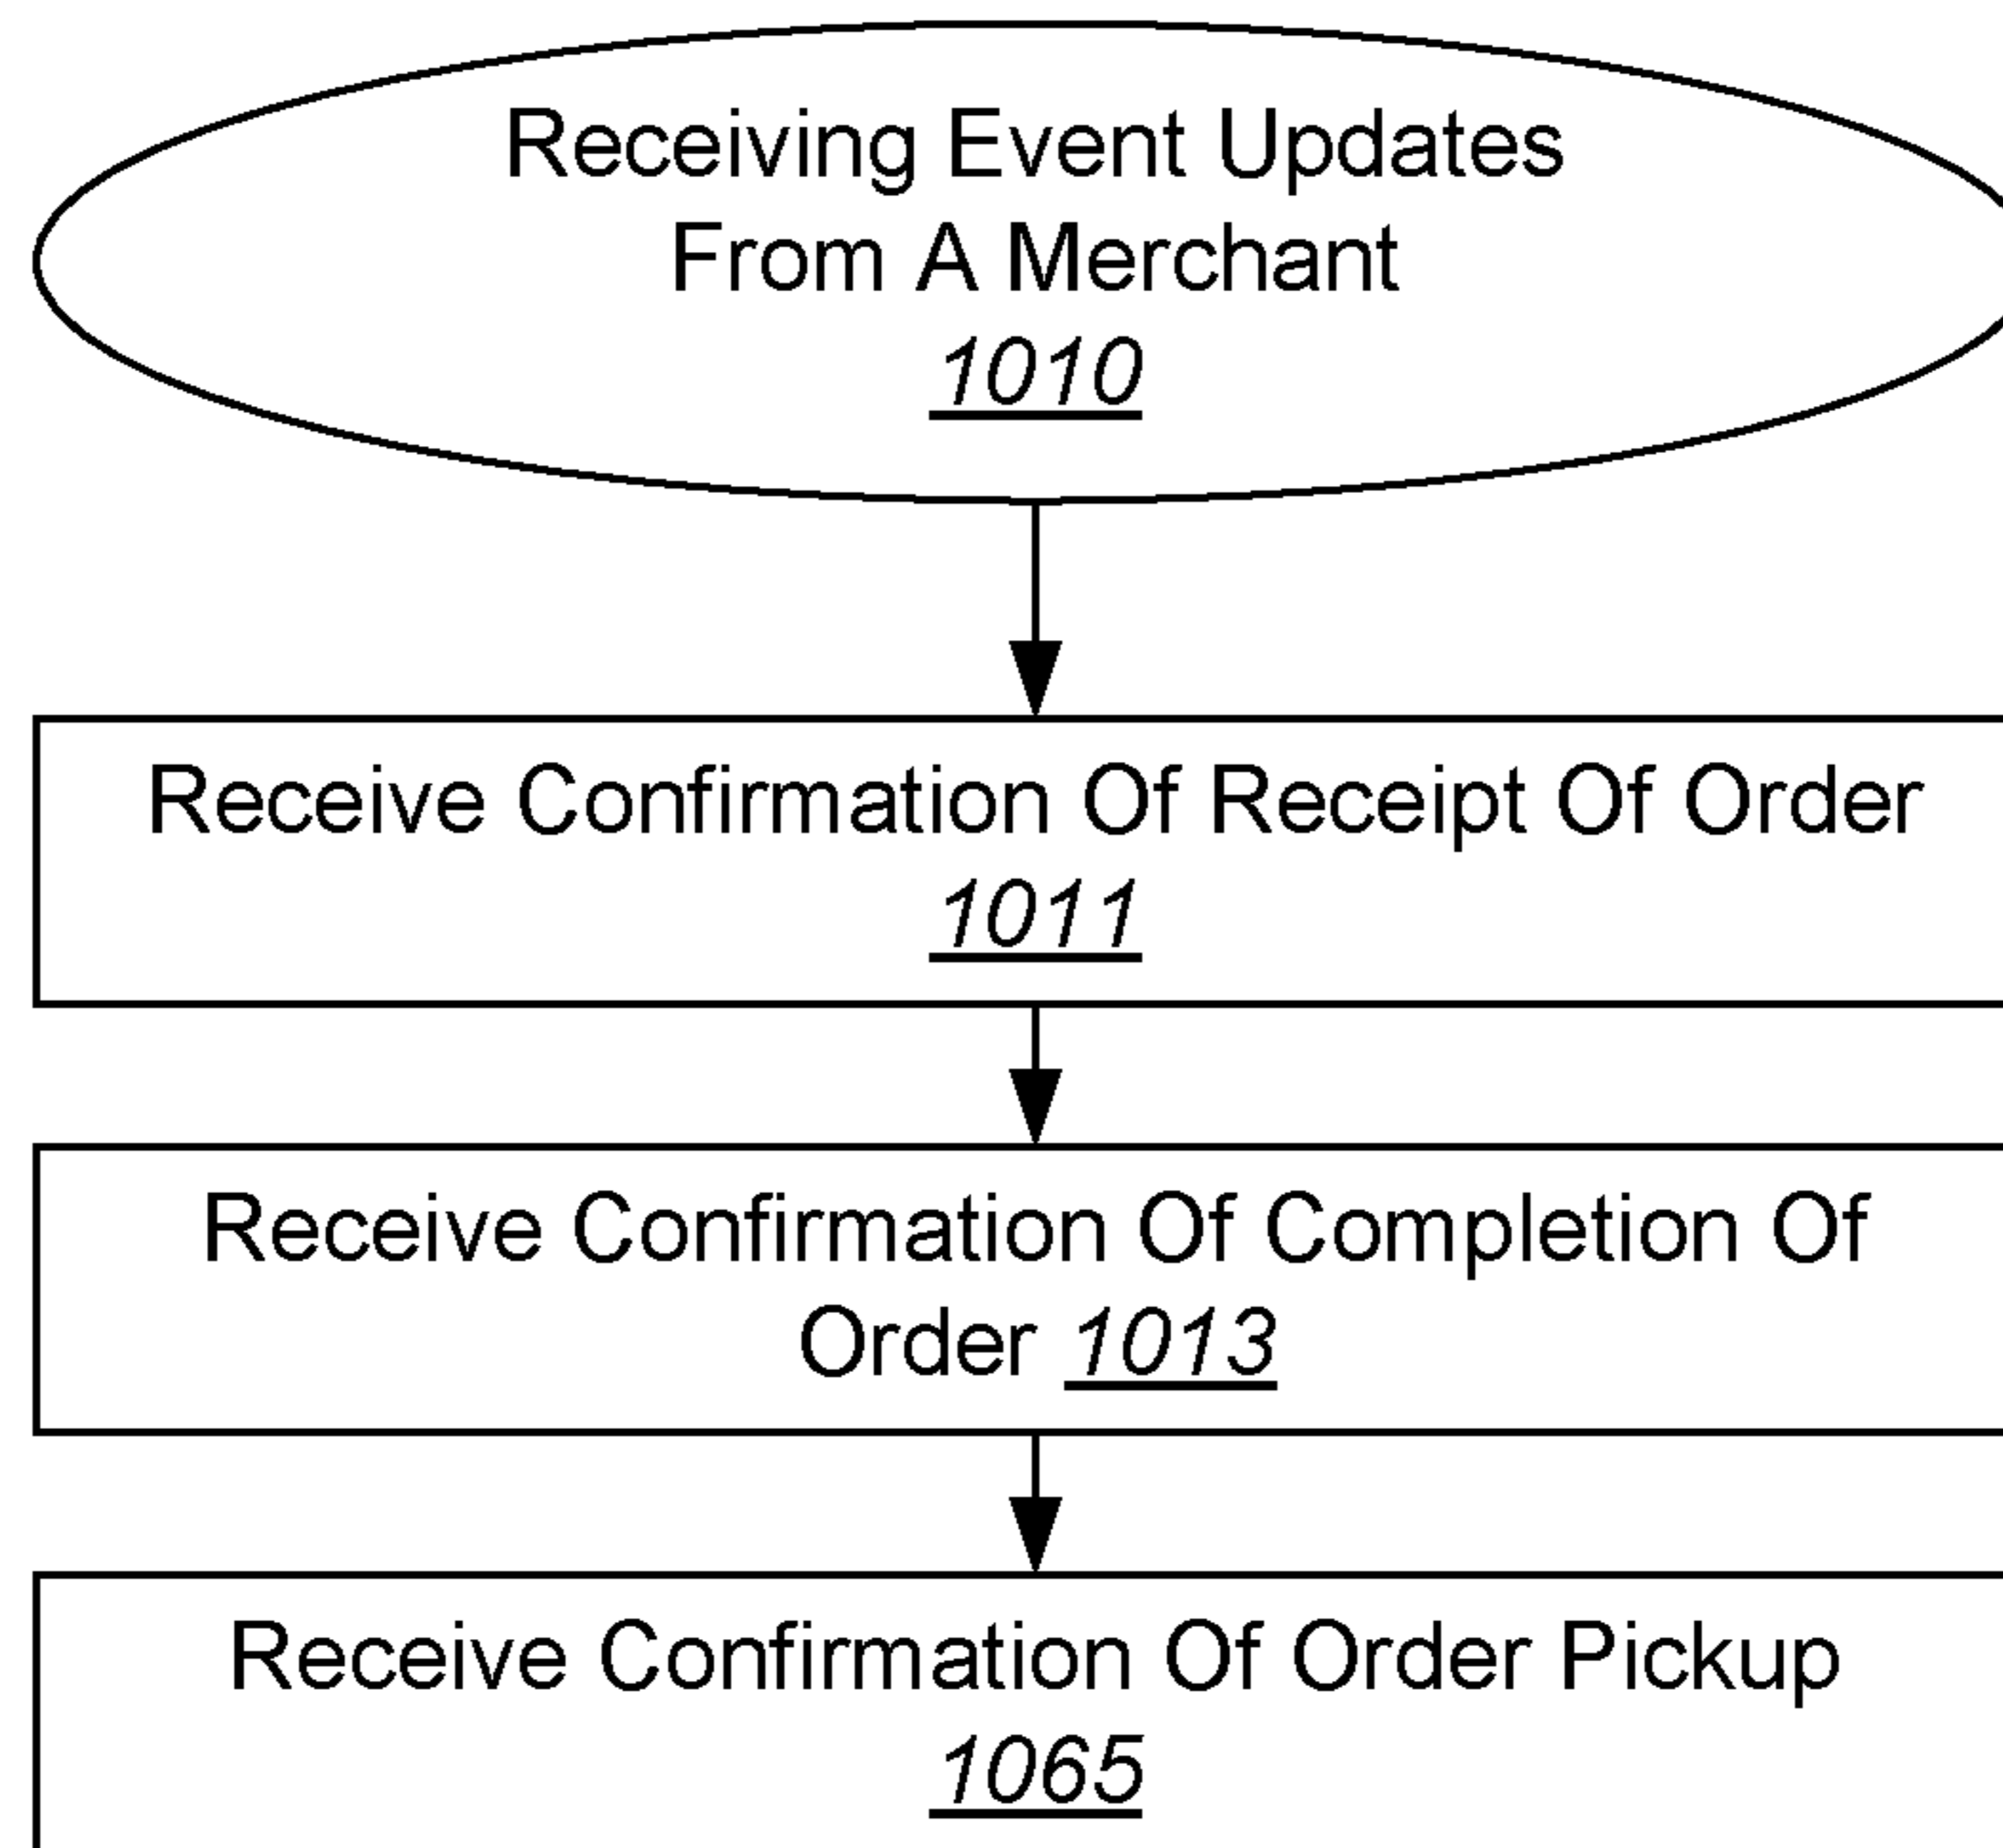 Receiving Event Updates
From A Merchant
1010
Receive Confirmation Of Receipt Of Order
1011
Receive Confirmation Of Completion Of
Order 1013
Receive Confirmation Of Order Pickup
1065